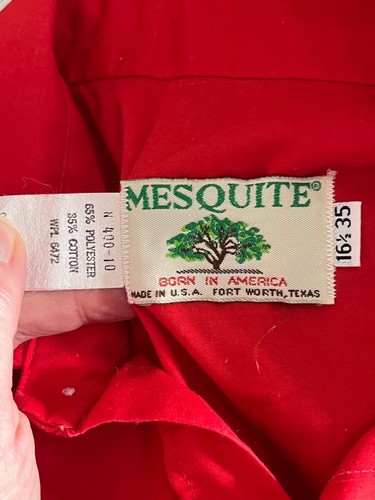 MESQUITE®
BORN IN AMERICA
MADE IN U.S.A. FORT WORTH, TEXAS
16½ 35
N 400-10
65% POLYESTER
35% COTTON
WPL 6472